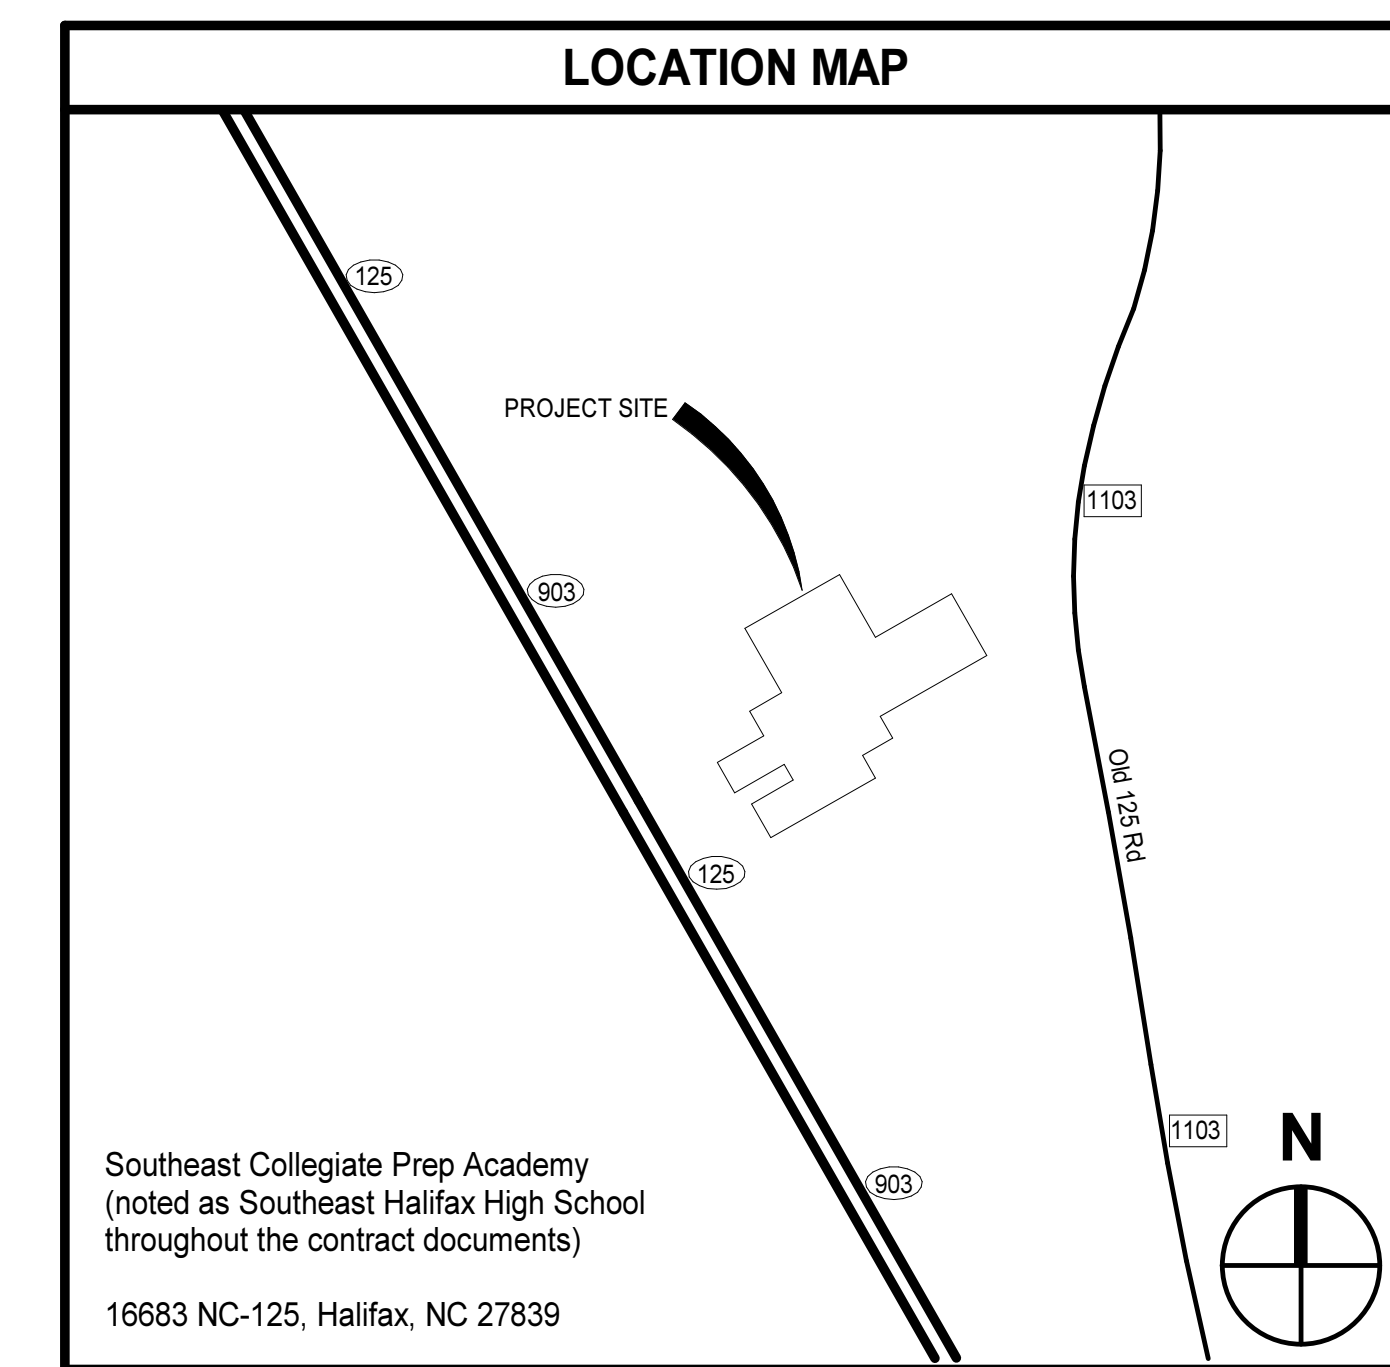 LOCATION MAP
125
PROJECT SITE
1103
903
Old 125 Rd
125
1103
N
903
Southeast Collegiate Prep Academy
(noted as Southeast Halifax High School
throughout the contract documents)
16683 NC-125, Halifax, NC 27839